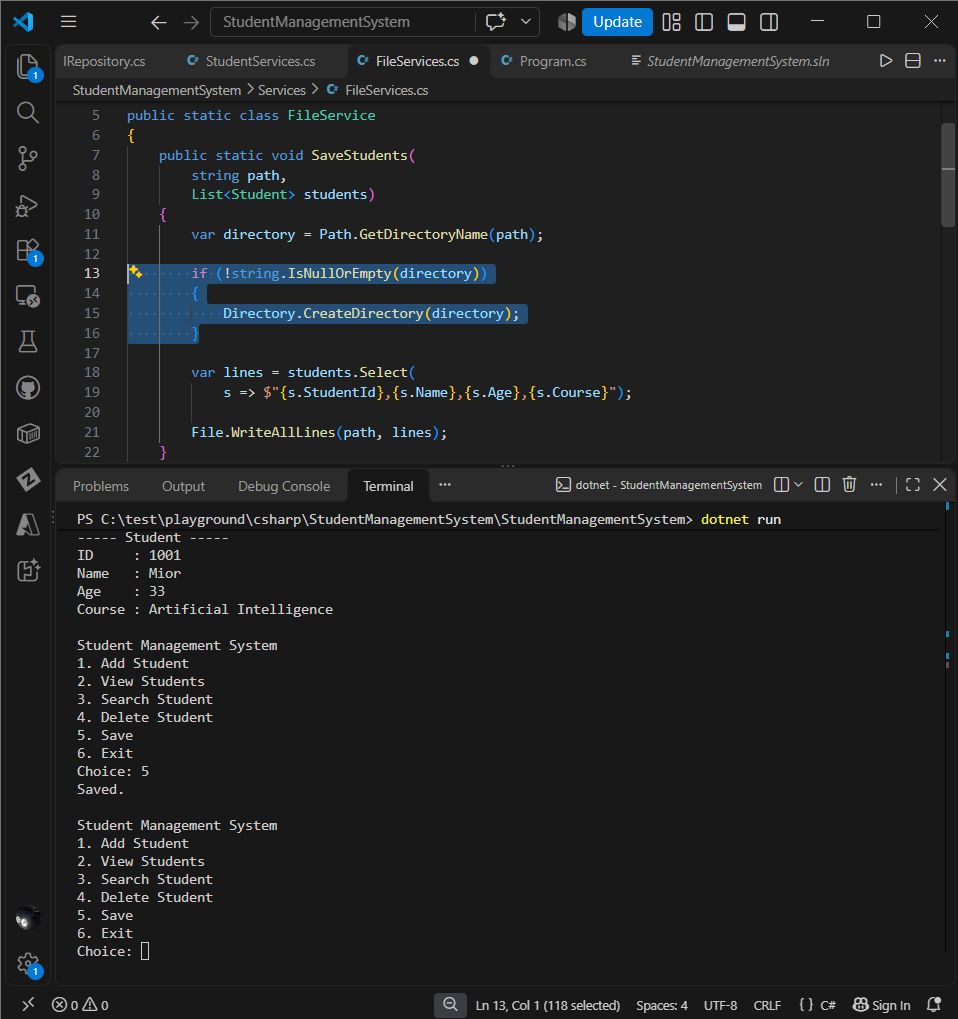 StudentManagementSystem
Update
IRepository.cs
C# StudentServices.cs
C# FileServices.cs
C# Program.cs
StudentManagementSystem.sln
StudentManagementSystem > Services > C# FileServices.cs
5 public static class FileService
6 {
7 public static void SaveStudents(
8 string path,
9 List<Student> students)
10 {
11 var directory = Path.GetDirectoryName(path);
12
13 if (!string.IsNullOrEmpty(directory))
14 {
15 Directory.CreateDirectory(directory);
16 }
17
18 var lines = students.Select(
19 s => $"{s.StudentId},{s.Name},{s.Age},{s.Course}");
20
21 File.WriteAllLines(path, lines);
22 }
1
1
Problems
Output
Debug Console
Terminal
dotnet - StudentManagementSystem
PS C:\test\playground\csharp\StudentManagementSystem\StudentManagementSystem> dotnet run
----- Student -----
ID : 1001
Name : Mior
Age : 33
Course : Artificial Intelligence
Student Management System
1. Add Student
2. View Students
3. Search Student
4. Delete Student
5. Save
6. Exit
Choice: 5
Saved.
Student Management System
1. Add Student
2. View Students
3. Search Student
4. Delete Student
5. Save
6. Exit
Choice:
1
0 0
Ln 13, Col 1 (118 selected)
Spaces: 4
UTF-8
CRLF
{ } C#
Sign In